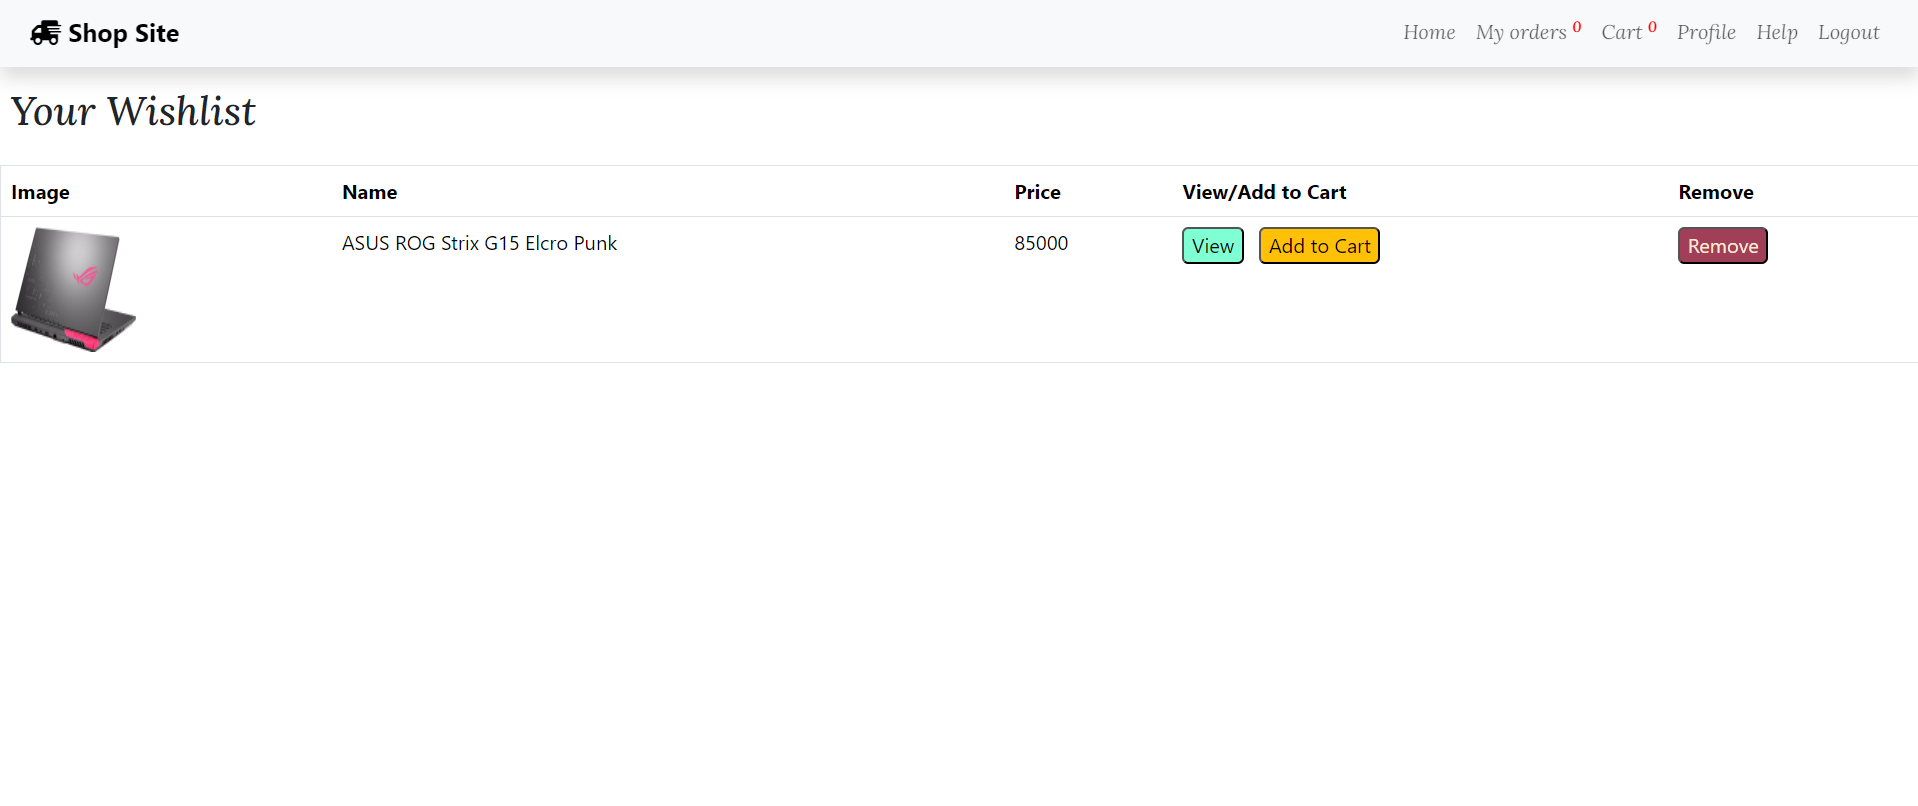 Shop Site
Home My orders 0 Cart 0 Profile Help Logout
Your Wishlist
Image Name Price View/Add to Cart Remove
ASUS ROG Strix G15 Elcro Punk 85000 View Add to Cart Remove